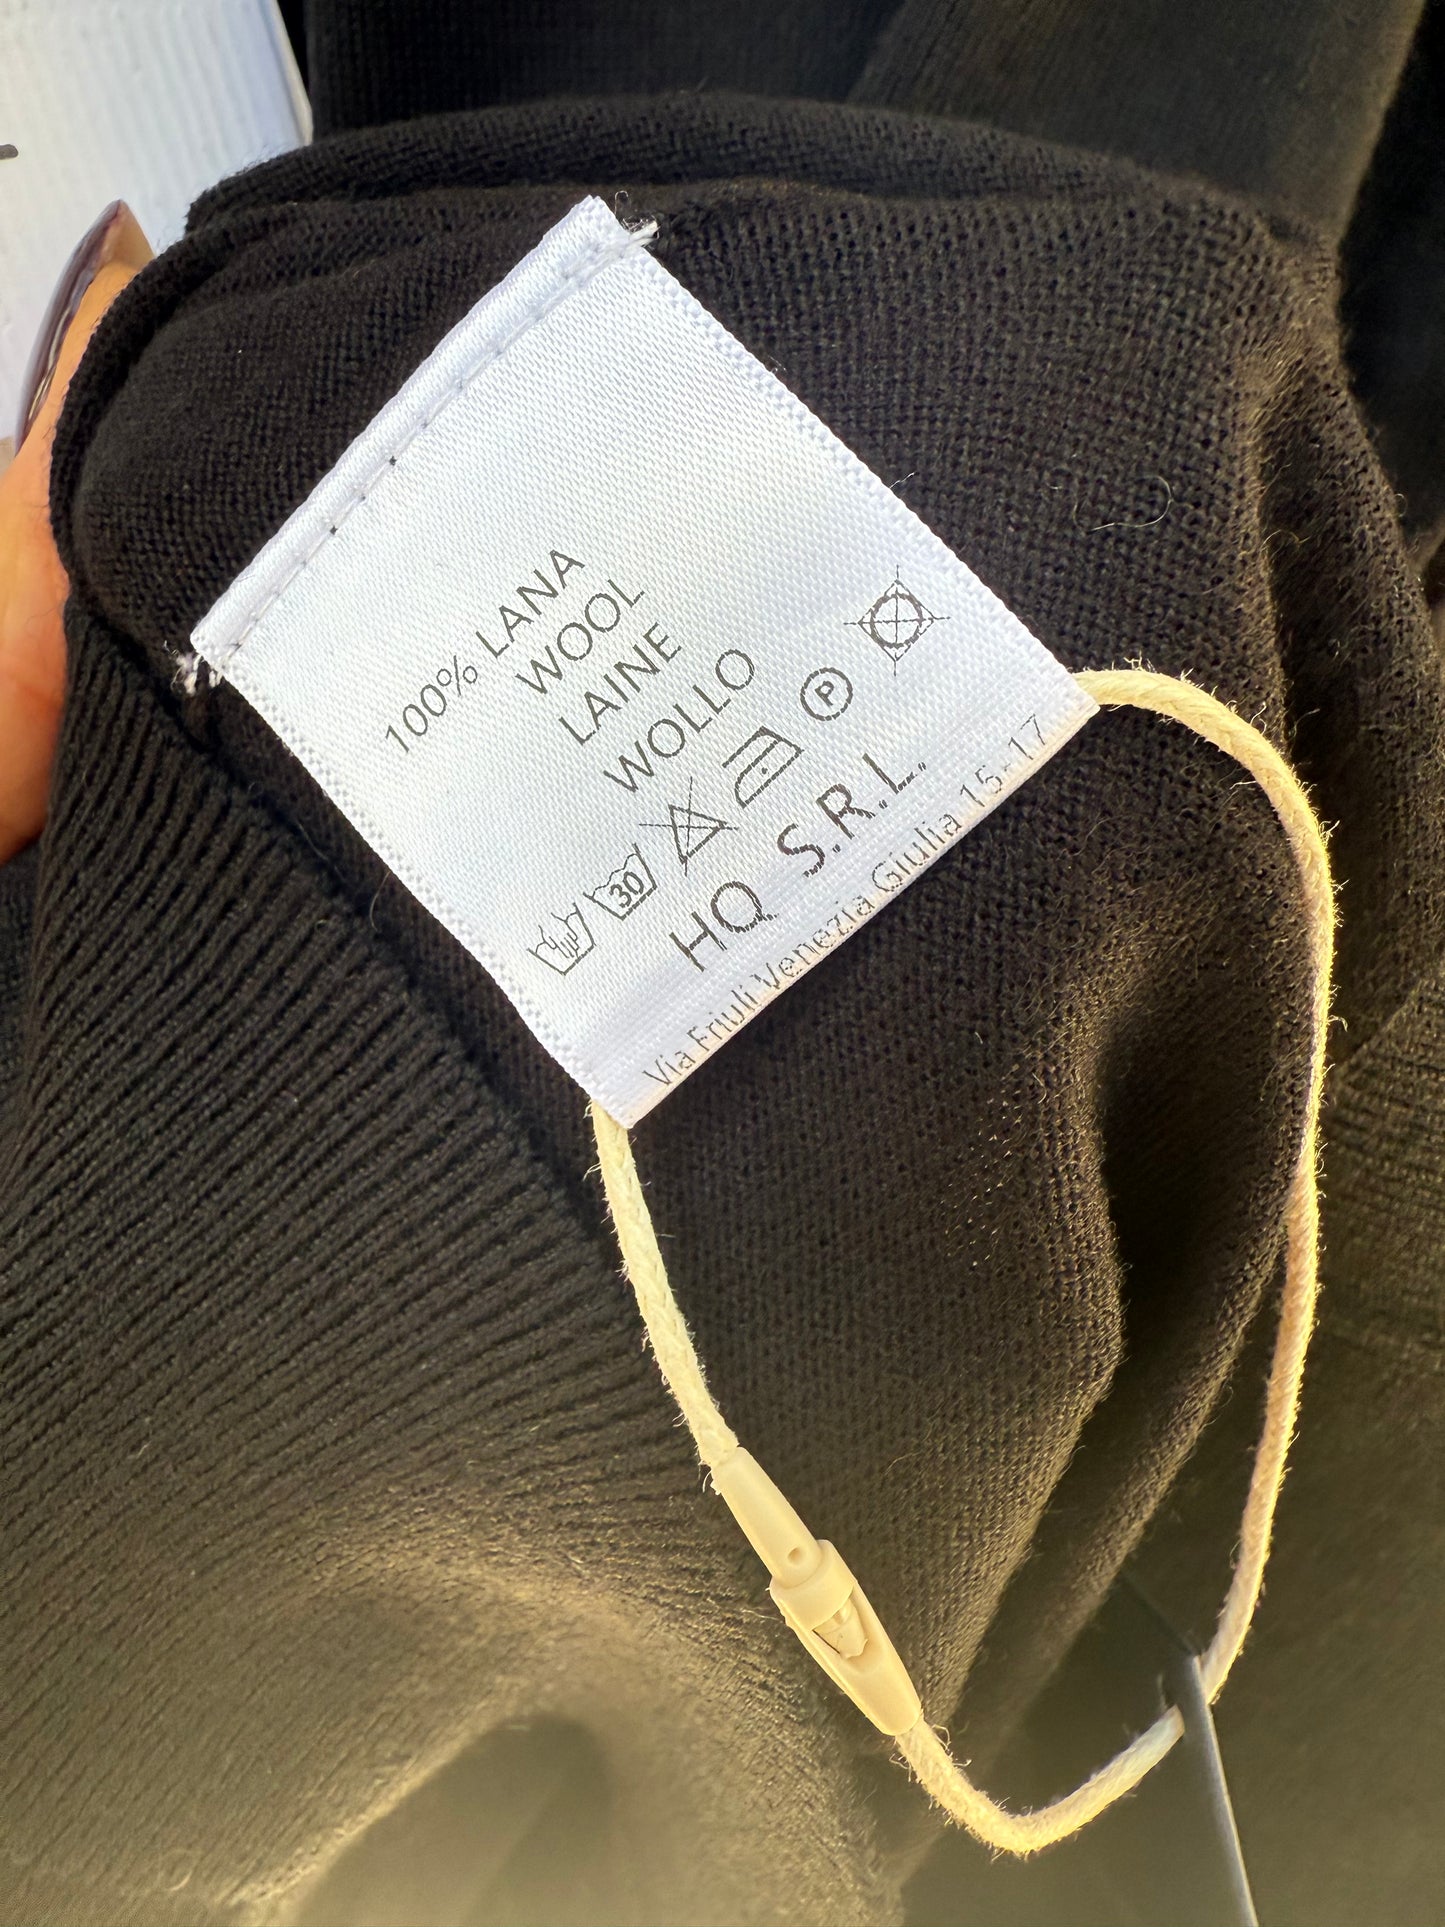 100% LANA
WOOL
LAINE
WOLLO
30
P
HQ S.R.L.
Via Friuli Venezia Giulia 15-17